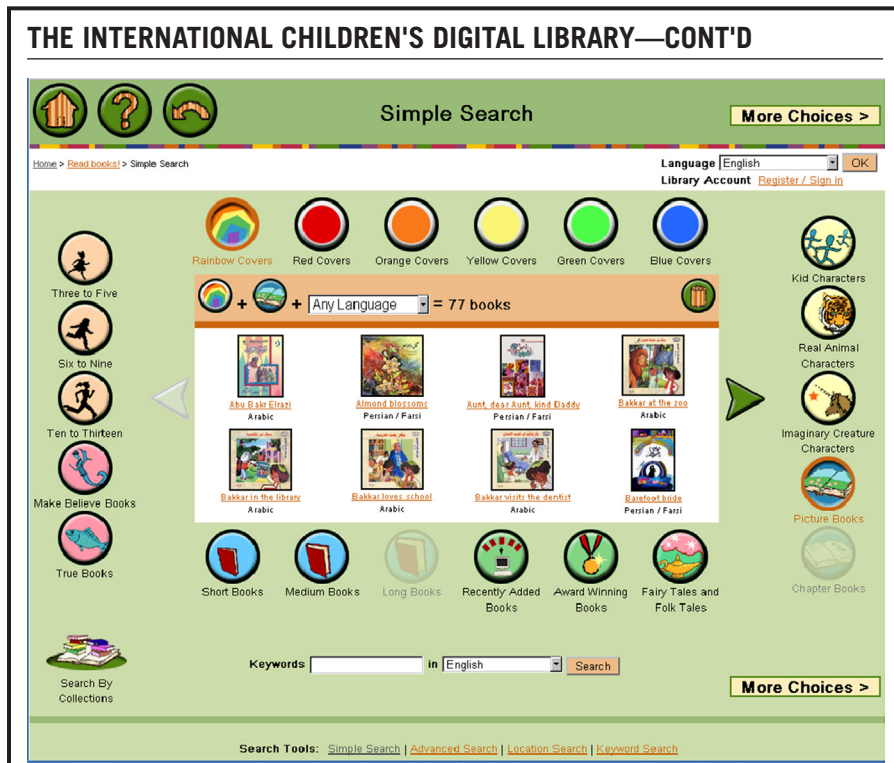 THE INTERNATIONAL CHILDREN'S DIGITAL LIBRARY—CONT'D
Simple Search
More Choices >
Home > Read books! > Simple Search
Language English OK
Library Account Register / Sign in
Rainbow Covers
Red Covers
Orange Covers
Yellow Covers
Green Covers
Blue Covers
Three to Five
Six to Nine
Ten to Thirteen
Make Believe Books
True Books
+ + Any Language = 77 books
Abu Bakr Elrazi
Arabic
Almond blossoms
Persian / Farsi
Aunt, dear Aunt, kind Daddy
Persian / Farsi
Bakkar at the zoo
Arabic
Bakkar in the library
Arabic
Bakkar loves school
Arabic
Bakkar visits the dentist
Arabic
Barefoot bride
Persian / Farsi
Kid Characters
Real Animal
Characters
Imaginary Creature
Characters
Picture Books
Chapter Books
Short Books
Medium Books
Long Books
Recently Added
Books
Award Winning
Books
Fairy Tales and
Folk Tales
Search By
Collections
Keywords in English Search
More Choices >
Search Tools: Simple Search | Advanced Search | Location Search | Keyword Search